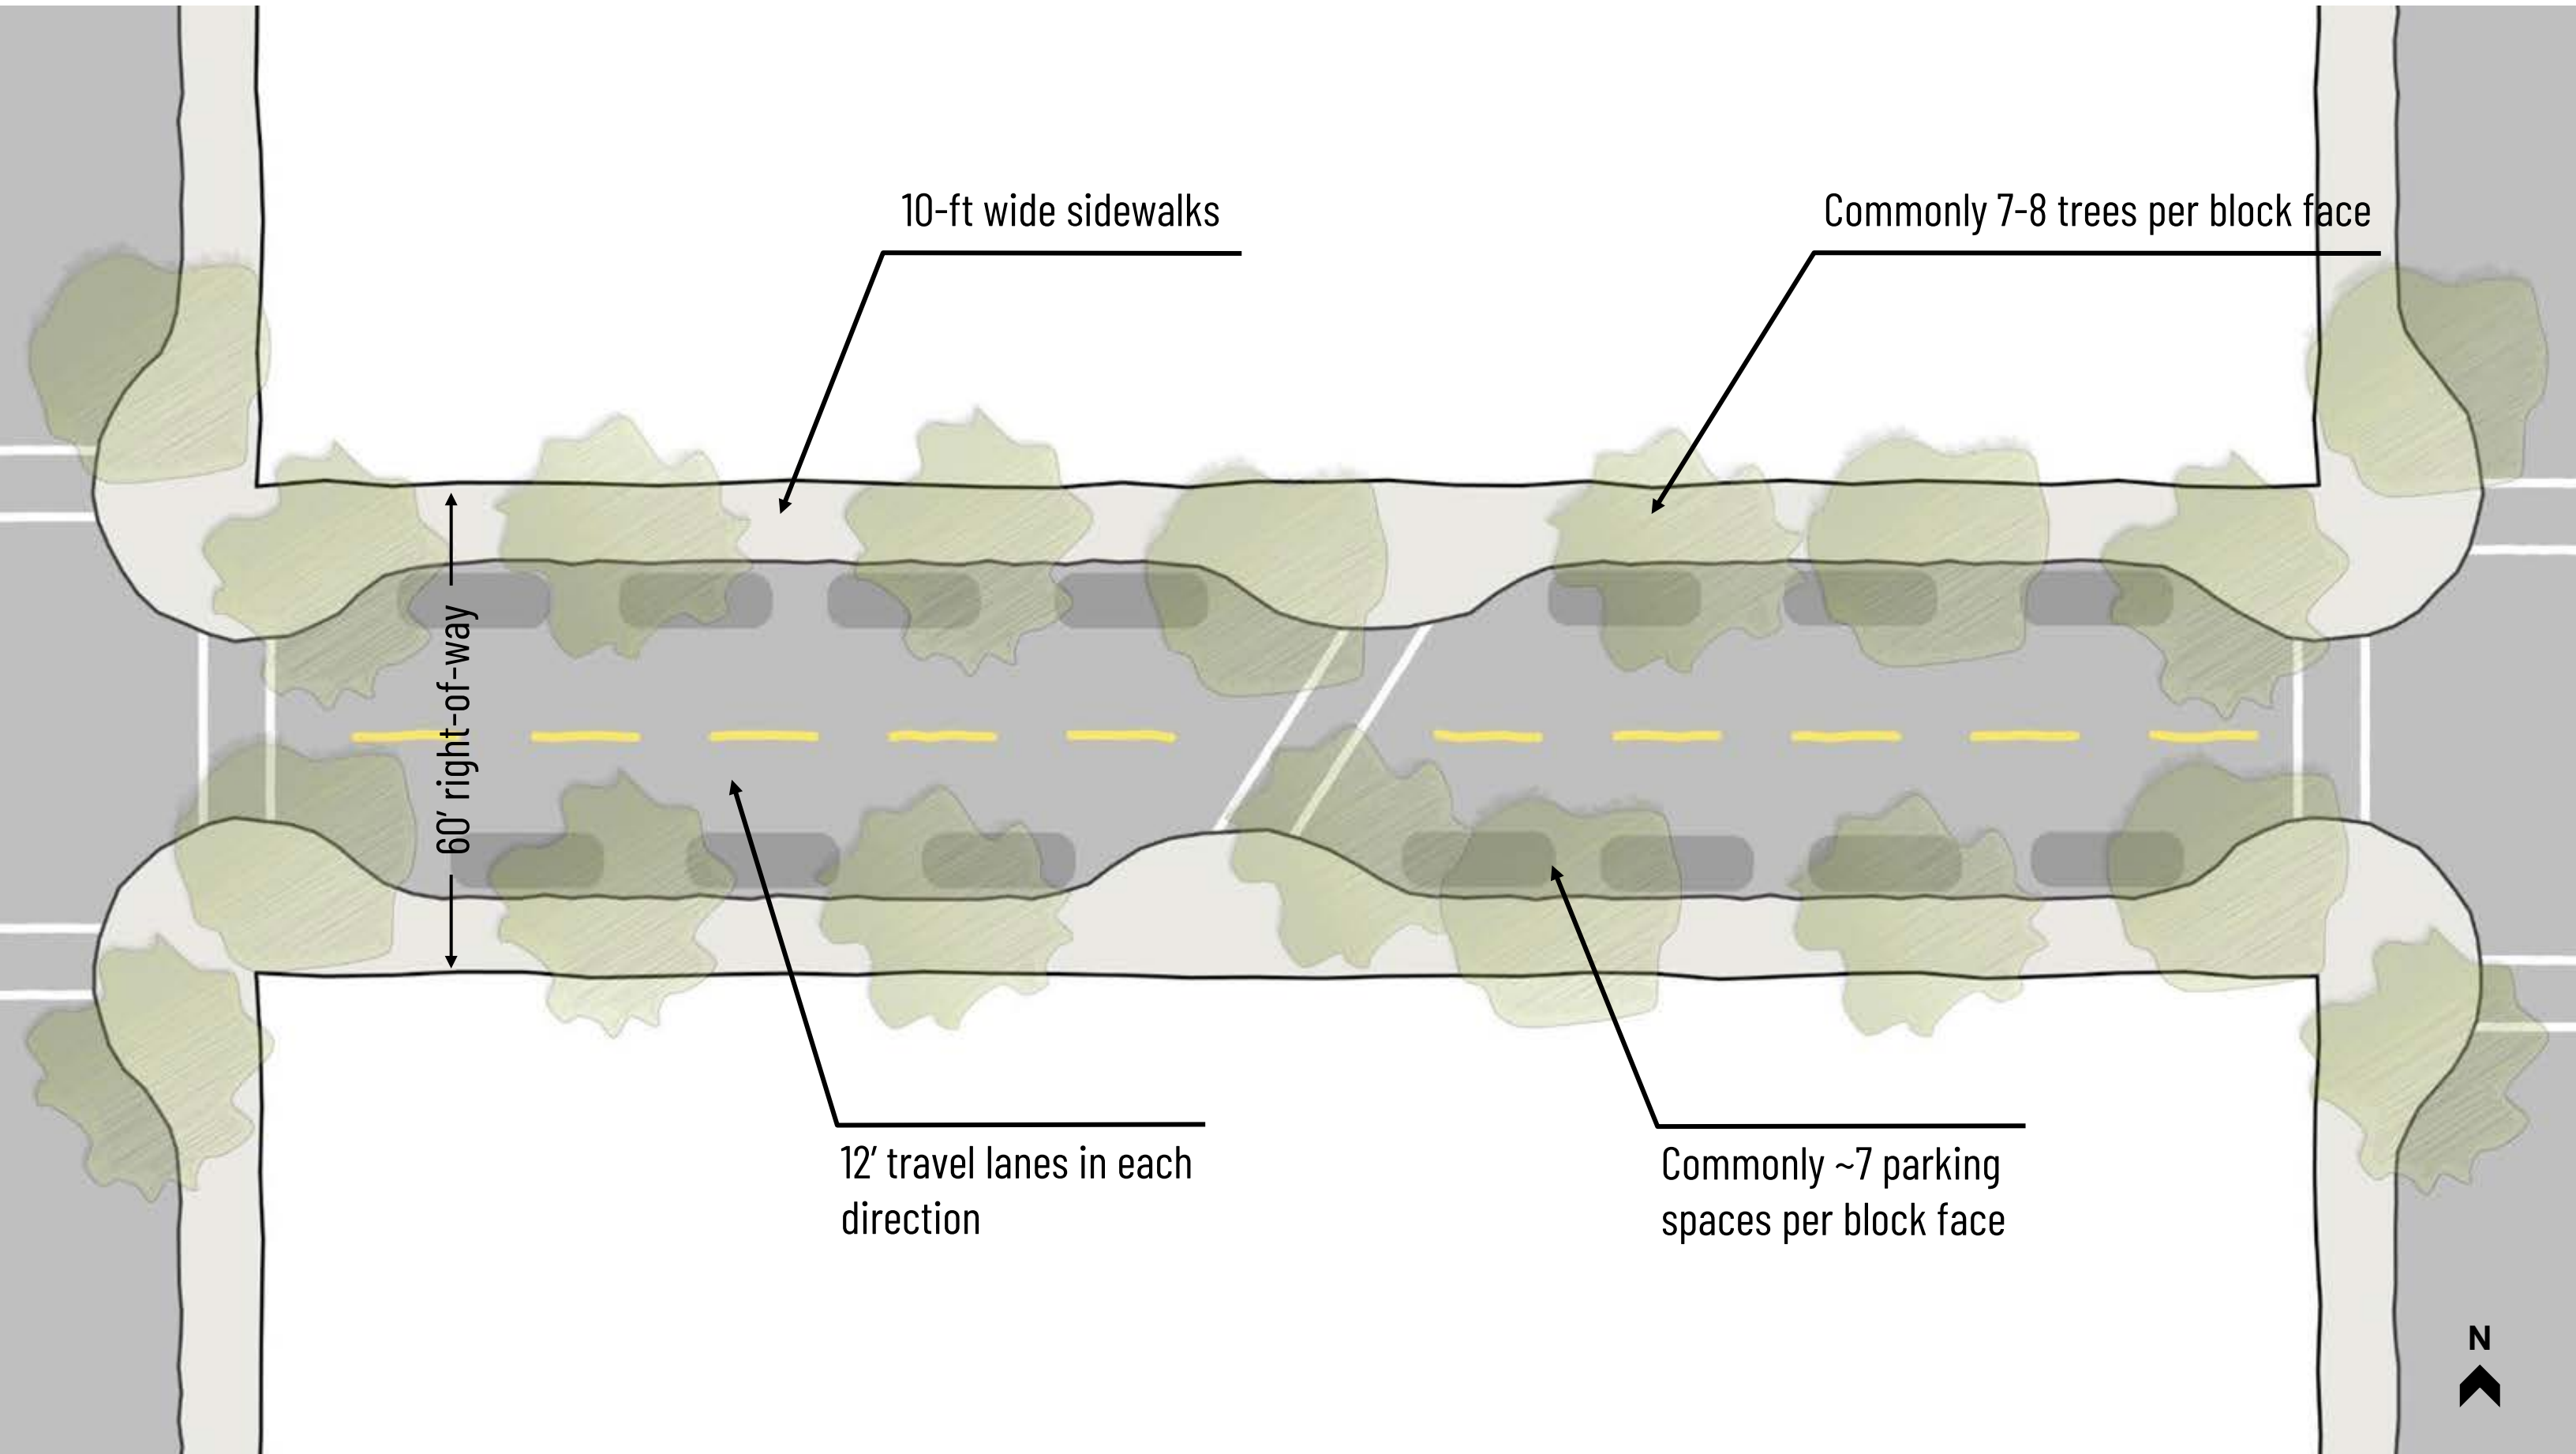 10-ft wide sidewalks
Commonly 7-8 trees per block face
60’ right-of-way
12’ travel lanes in each
direction
Commonly ~7 parking
spaces per block face
N